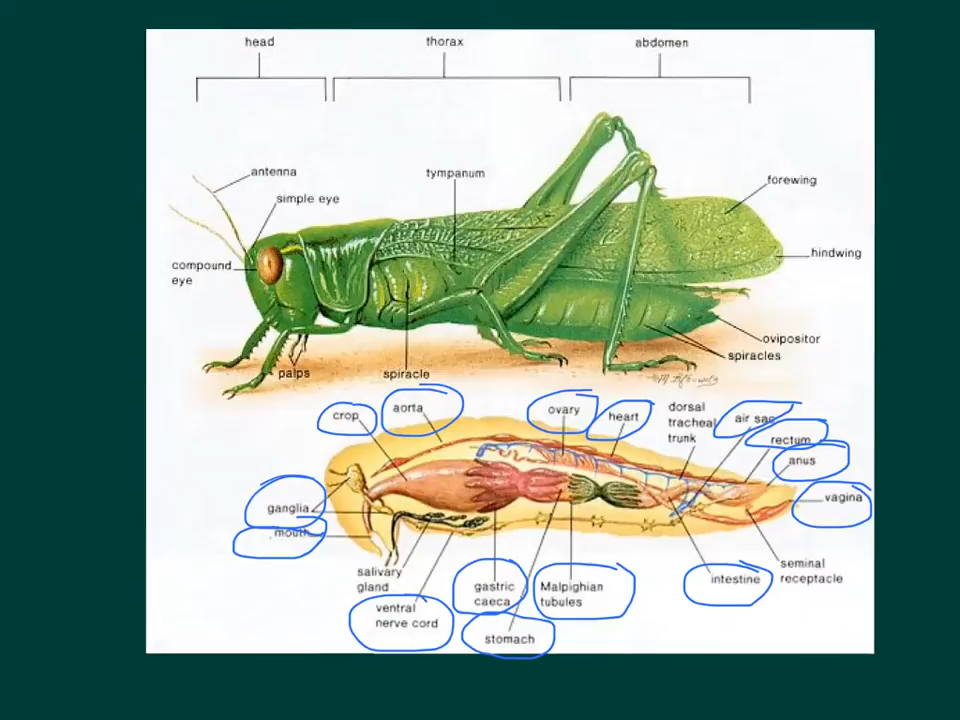 head
thorax
abdomen
antenna
simple eye
tympanum
forewing
compound
eye
hindwing
ovipositor
spiracles
palps
spiracle
crop
aorta
ovary
heart
dorsal
tracheal
trunk
air sac
rectum
anus
vagina
ganglia
mouth
salivary
gland
ventral
nerve cord
gastric
caeca
stomach
Malpighian
tubules
intestine
seminal
receptacle